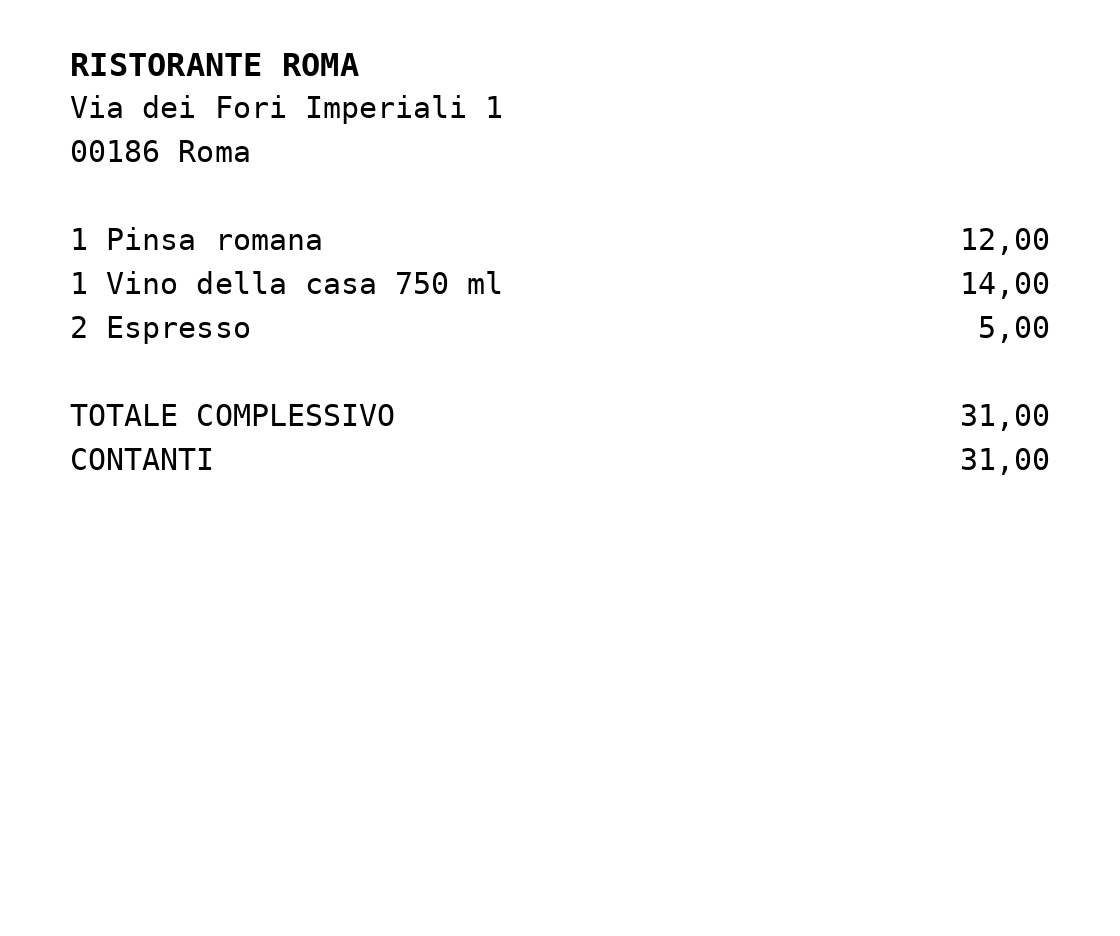 RISTORANTE ROMA
Via dei Fori Imperiali 1
00186 Roma
1 Pinsa romana 12,00
1 Vino della casa 750 ml 14,00
2 Espresso 5,00
TOTALE COMPLESSIVO 31,00
CONTANTI 31,00